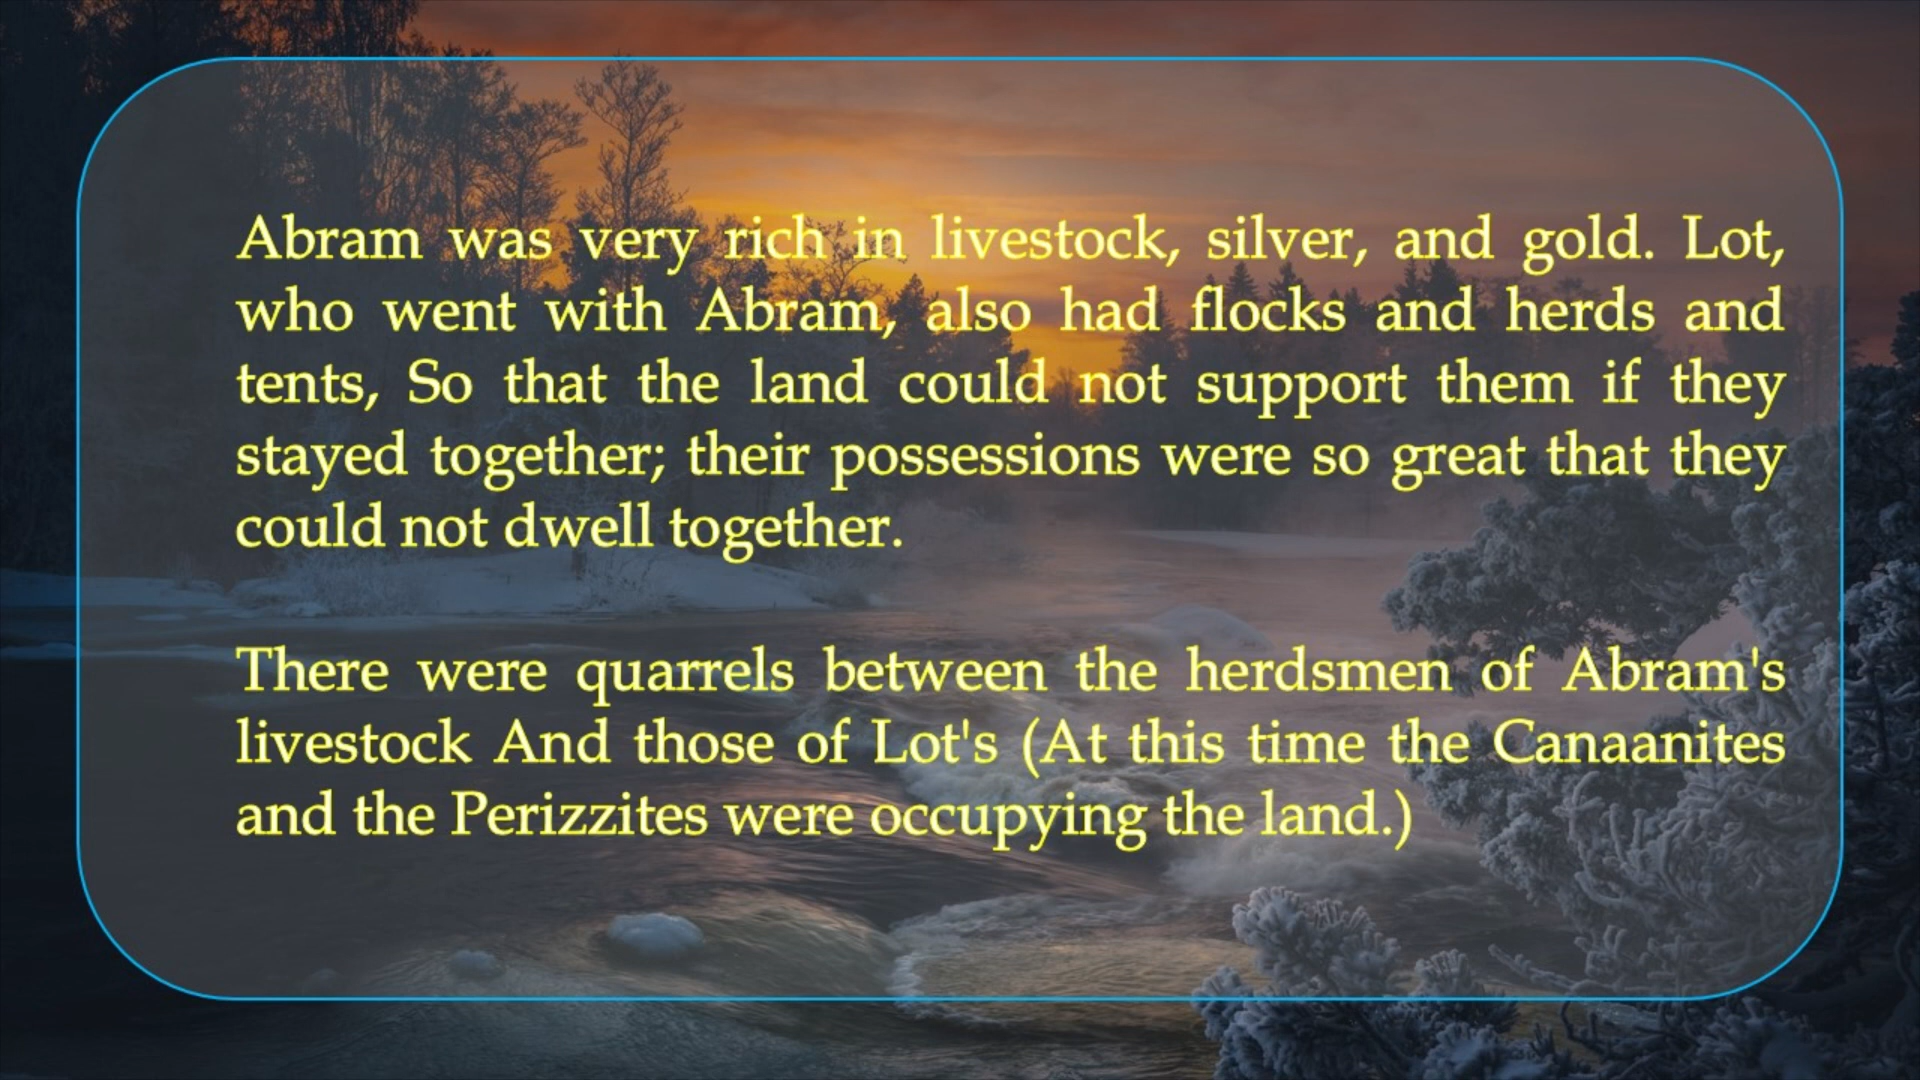 Abram was very rich in livestock, silver, and gold. Lot,
who went with Abram, also had flocks and herds and
tents, So that the land could not support them if they
stayed together; their possessions were so great that they
could not dwell together.
There were quarrels between the herdsmen of Abram's
livestock And those of Lot's (At this time the Canaanites
and the Perizzites were occupying the land.)